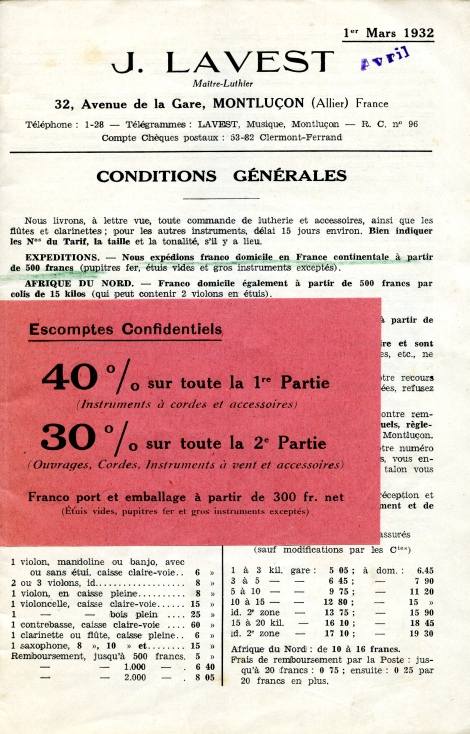 1er Mars 1932
Avril
J. LAVEST
Maître-Luthier
32, Avenue de la Gare, MONTLUÇON (Allier) France
Téléphone : 1-28 — Télégrammes : LAVEST, Musique, Montluçon — R. C. n° 96
Compte Chèques postaux : 53-82 Clermont-Ferrand
CONDITIONS GÉNÉRALES
Nous livrons, à lettre vue, toute commande de lutherie et accessoires, ainsi que les
flûtes et clarinettes ; pour les autres instruments, délai 15 jours environ. Bien indiquer
les Nos du Tarif, la taille et la tonalité, s'il y a lieu.
EXPEDITIONS. — Nous expédions franco domicile en France continentale à partir
de 500 francs (pupitres fer, étuis vides et gros instruments exceptés).
AFRIQUE DU NORD. — Franco domicile également à partir de 500 francs par
colis de 15 kilos (qui peut contenir 2 violons en étuis).
à partir de
re et sont
es, etc., ne
tre recours
ées, refusez
ontre rem-
uels, règle-
Montluçon.
tre numéro
s, vous en-
talon vous
réception et
ment et de
Escomptes Confidentiels
40 % sur toute la 1re Partie
(Instruments à cordes et accessoires)
30 % sur toute la 2e Partie
(Ouvrages, Cordes, Instruments à vent et accessoires)
Franco port et emballage à partir de 300 fr. net
(Étuis vides, pupitres fer et gros instruments exceptés)
1 violon, mandoline ou banjo, avec
ou sans étui, caisse claire-voie.. 6 »
2 ou 3 violons, id.................... 8 »
1 violon, en caisse pleine.......... 8 »
1 violoncelle, caisse claire-voie...... 15 »
1 — — bois plein .... 25 »
1 contrebasse, caisse claire-voie .... 60 »
1 clarinette ou flûte, caisse pleine.. 6 »
1 saxophone, 8 », 10 » et........ 15 »
Remboursement, jusqu'à 500 francs. 5 »
— — 1.000 — . 6 40
— — 2.000 — . 8 05
assurés
(sauf modifications par les Cies)
1 à 3 kil. gare : 5 05 ; à dom. : 6.45
3 à 5 — — 6 45 ; — 7 90
5 à 10 — — 9 75 ; — 11 20
10 à 15 — — 12 80 ; — 15 »
id. 2e zone — 13 75 ; — 15 90
15 à 20 kil. — 16 10 ; — 18 45
id. 2e zone — 17 10 ; — 19 30
Afrique du Nord : de 10 à 16 francs.
Frais de remboursement par la Poste : jus-
qu'à 20 francs : 0 75 ; ensuite : 0 25 par
20 francs en plus.